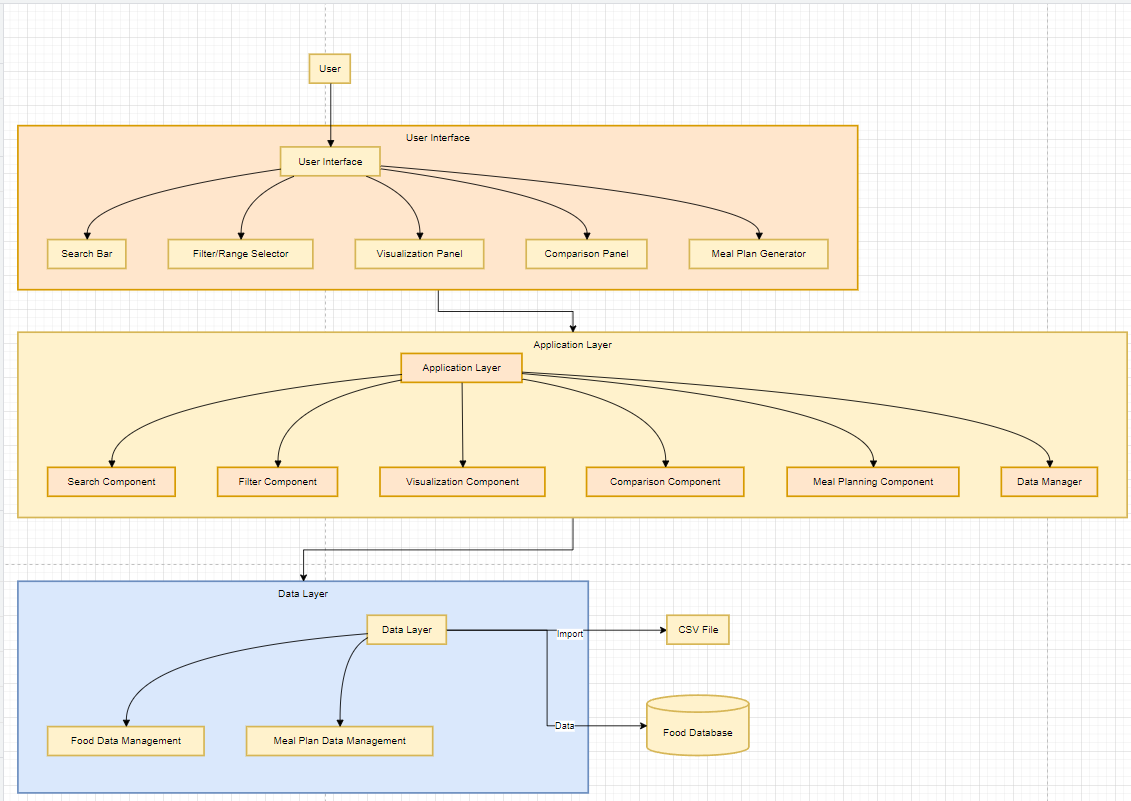 User
User Interface
User Interface
Search Bar
Filter/Range Selector
Visualization Panel
Comparison Panel
Meal Plan Generator
Application Layer
Application Layer
Search Component
Filter Component
Visualization Component
Comparison Component
Meal Planning Component
Data Manager
Data Layer
Data Layer
Import
CSV File
Data
Food Database
Food Data Management
Meal Plan Data Management